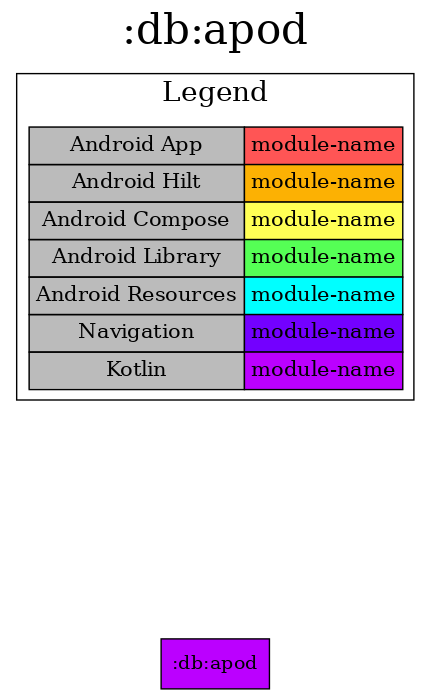 :db:apod
Legend
Android App module-name
Android Hilt module-name
Android Compose module-name
Android Library module-name
Android Resources module-name
Navigation module-name
Kotlin module-name
:db:apod